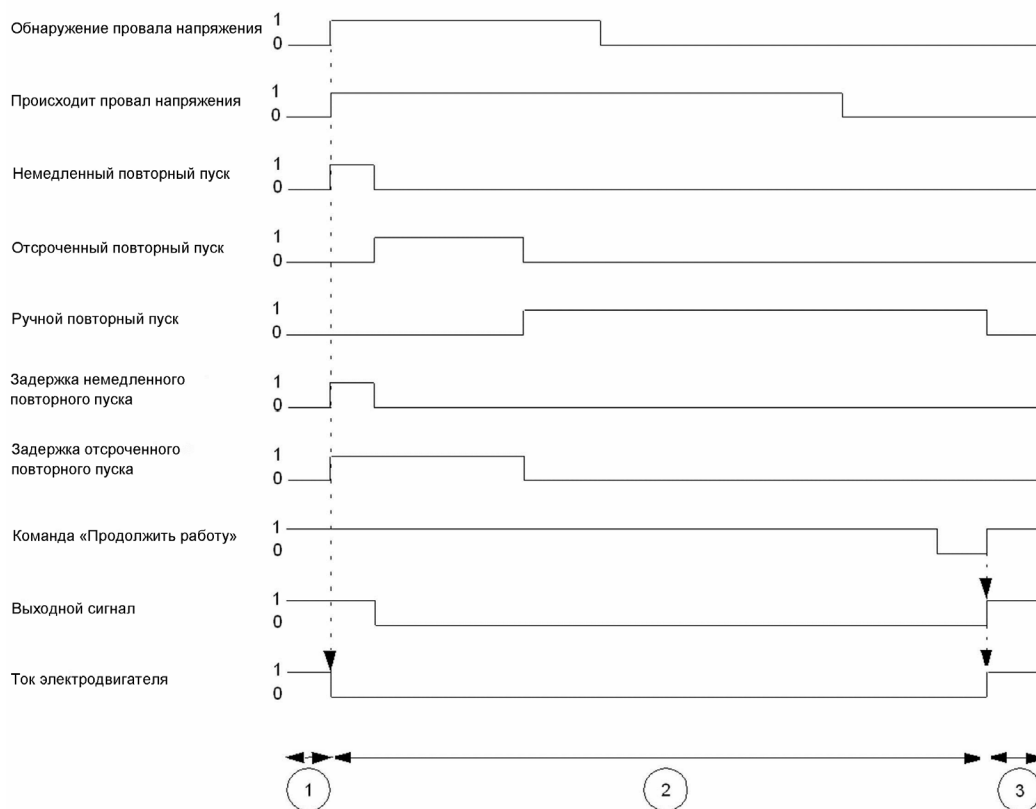 Обнаружение провала напряжения
1
0
Происходит провал напряжения
1
0
Немедленный повторный пуск
1
0
Отсроченный повторный пуск
1
0
Ручной повторный пуск
1
0
Задержка немедленного
повторного пуска
1
0
Задержка отсроченного
повторного пуска
1
0
Команда «Продолжить работу»
1
0
Выходной сигнал
1
0
Ток электродвигателя
1
0
1
2
3